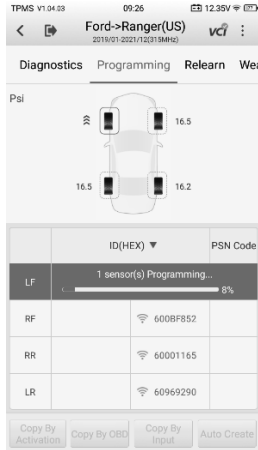 TPMS V1.04.03 09:26 12.35V
Ford->Ranger(US) VCI
2019/01-2021/12(315MHz)
Diagnostics Programming Relearn Wea
Psi
16.5
16.5 16.2
ID(HEX) ▼ PSN Code
LF 1 sensor(s) Programming...
8%
RF 600BF852
RR 60001165
LR 60969290
Copy By Activation Copy By OBD Copy By Input Auto Create